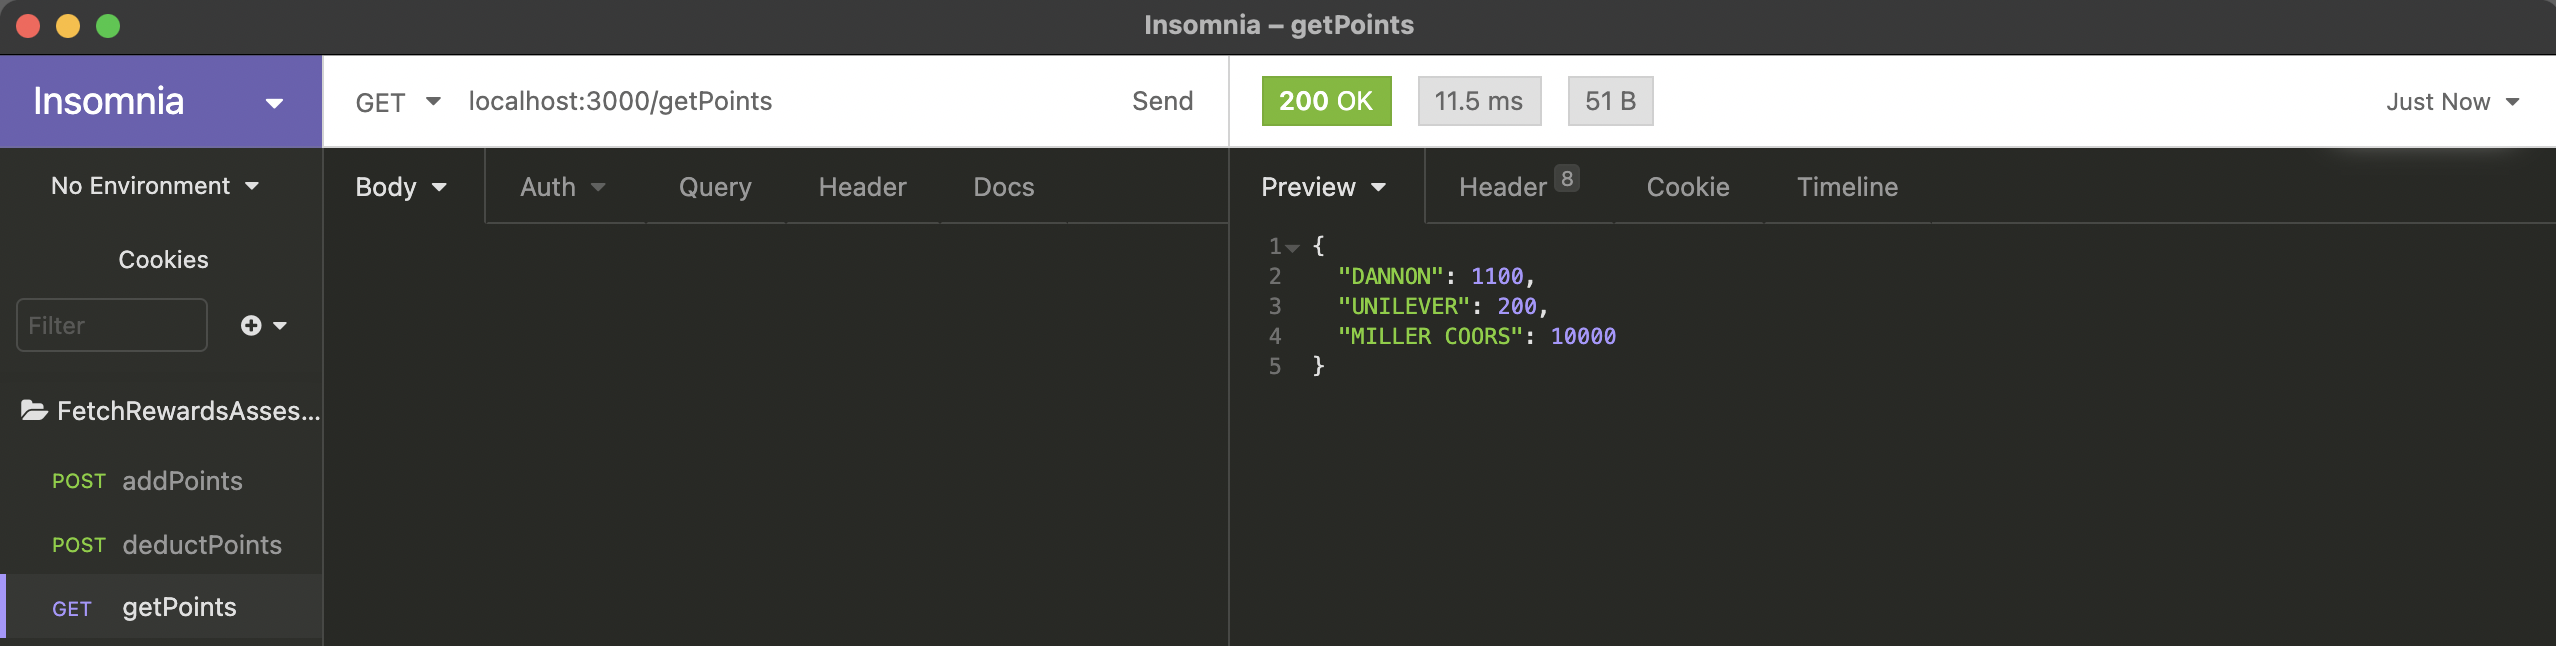 Insomnia – getPoints
Insomnia
GET localhost:3000/getPoints Send
200 OK 11.5 ms 51 B Just Now
No Environment
Cookies
Filter
FetchRewardsAsses...
POST addPoints
POST deductPoints
GET getPoints
Body Auth Query Header Docs
Preview Header 8 Cookie Timeline
1 {
2 "DANNON": 1100,
3 "UNILEVER": 200,
4 "MILLER COORS": 10000
5 }